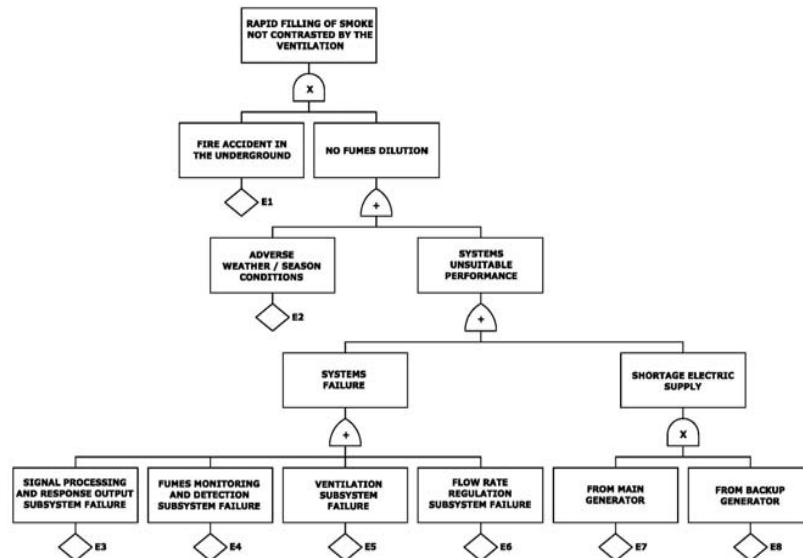 RAPID FILLING OF SMOKE
NOT CONTRASTED BY THE
VENTILATION
X
FIRE ACCIDENT IN
THE UNDERGROUND
NO FUMES DILUTION
E1
+
ADVERSE
WEATHER / SEASON
CONDITIONS
SYSTEMS
UNSUITABLE
PERFORMANCE
E2
+
SYSTEMS
FAILURE
SHORTAGE ELECTRIC
SUPPLY
+
X
SIGNAL PROCESSING
AND RESPONSE OUTPUT
SUBSYSTEM FAILURE
FUMES MONITORING
AND DETECTION
SUBSYSTEM FAILURE
VENTILATION
SUBSYSTEM
FAILURE
FLOW RATE
REGULATION
SUBSYSTEM FAILURE
FROM MAIN
GENERATOR
FROM BACKUP
GENERATOR
E3
E4
E5
E6
E7
E8